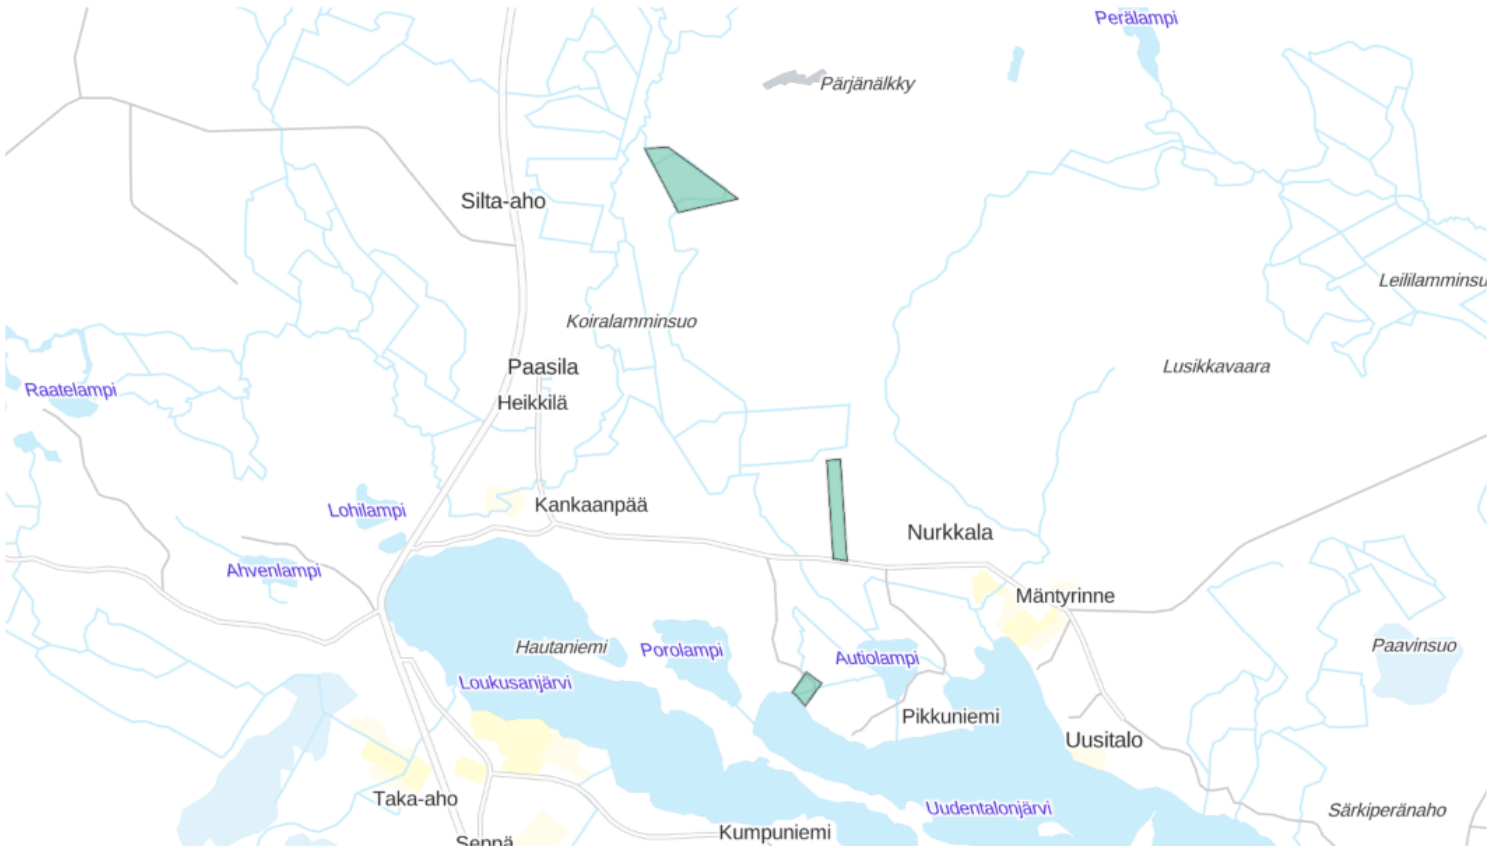 Perälampi
Pärjänälkky
Silta-aho
Leililamminsu
Koiralamminsuo
Paasila
Lusikkavaara
Raatelampi
Heikkilä
Lohilampi
Kankaanpää
Nurkkala
Ahvenlampi
Mäntyrinne
Hautaniemi
Porolampi
Autiolampi
Paavinsuo
Loukusanjärvi
Pikkuniemi
Uusitalo
Taka-aho
Uudentalonjärvi
Särkiperänaho
Kumpuniemi
Seppä